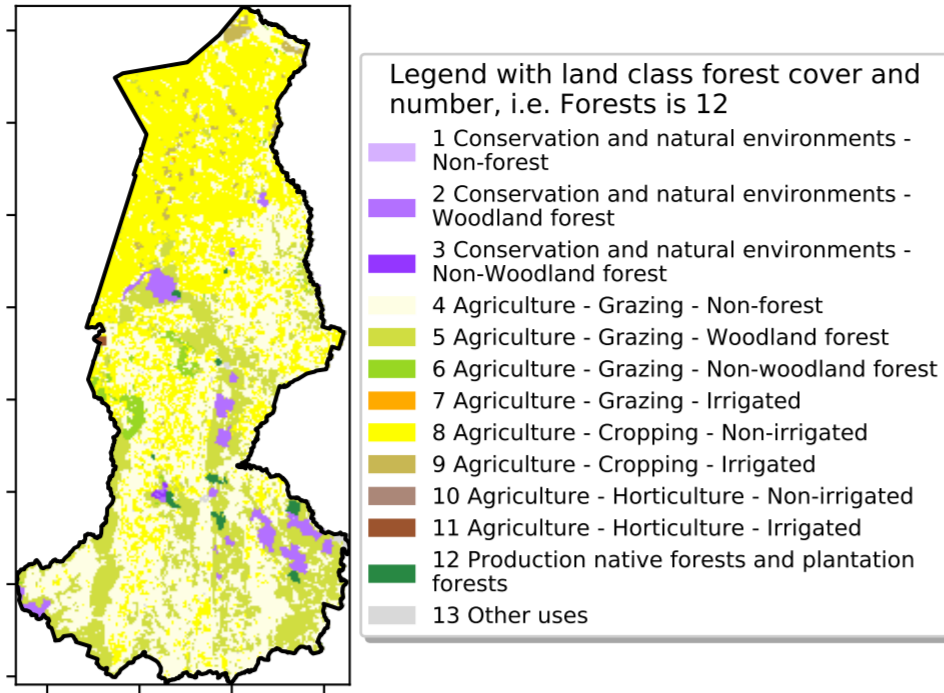 Legend with land class forest cover and
number, i.e. Forests is 12
1 Conservation and natural environments -
Non-forest
2 Conservation and natural environments -
Woodland forest
3 Conservation and natural environments -
Non-Woodland forest
4 Agriculture - Grazing - Non-forest
5 Agriculture - Grazing - Woodland forest
6 Agriculture - Grazing - Non-woodland forest
7 Agriculture - Grazing - Irrigated
8 Agriculture - Cropping - Non-irrigated
9 Agriculture - Cropping - Irrigated
10 Agriculture - Horticulture - Non-irrigated
11 Agriculture - Horticulture - Irrigated
12 Production native forests and plantation
forests
13 Other uses